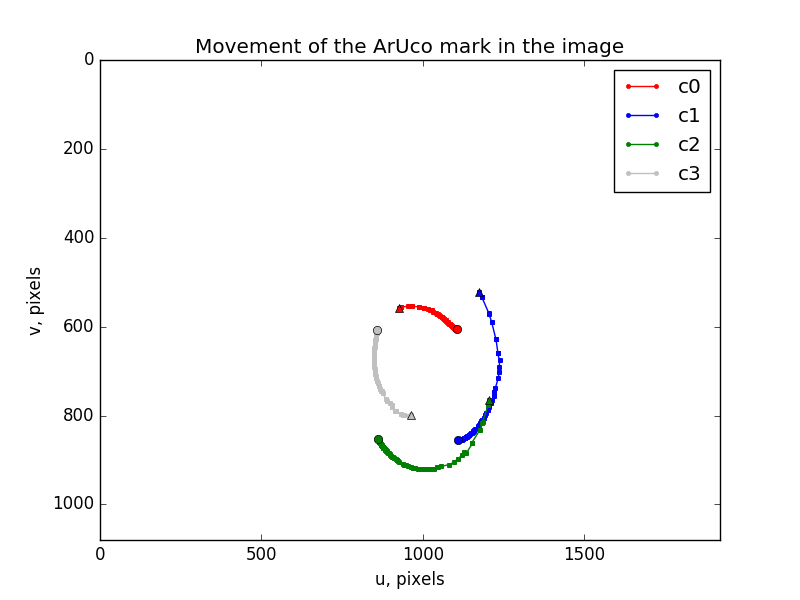 Movement of the ArUco mark in the image
c0
c1
c2
c3
0
200
400
600
800
1000
v, pixels
0 500 1000 1500
u, pixels